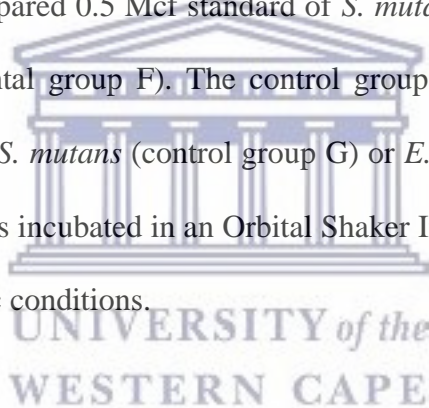 pared 0.5 Mcf standard of S. muta
ntal group F). The control group
S. mutans (control group G) or E.
s incubated in an Orbital Shaker I
conditions.
UNIVERSITY of the
WESTERN CAPE